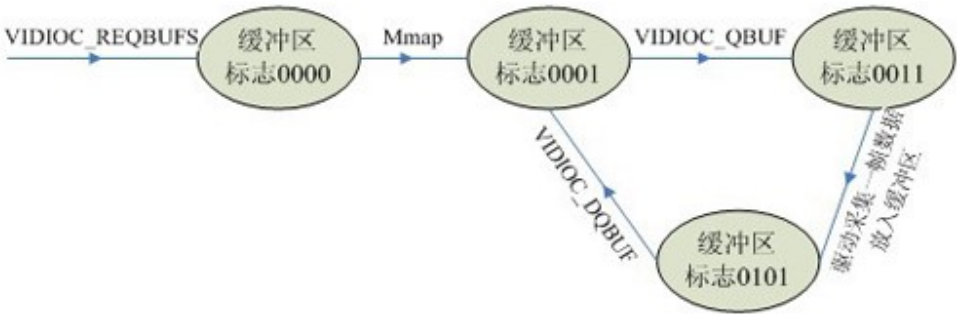 VIDIOC_REQBUFS
缓冲区
标志0000
Mmap
缓冲区
标志0001
VIDIOC_QBUF
缓冲区
标志0011
驱动采集一帧数据
放入缓冲区
缓冲区
标志0101
VIDIOC_DQBUF